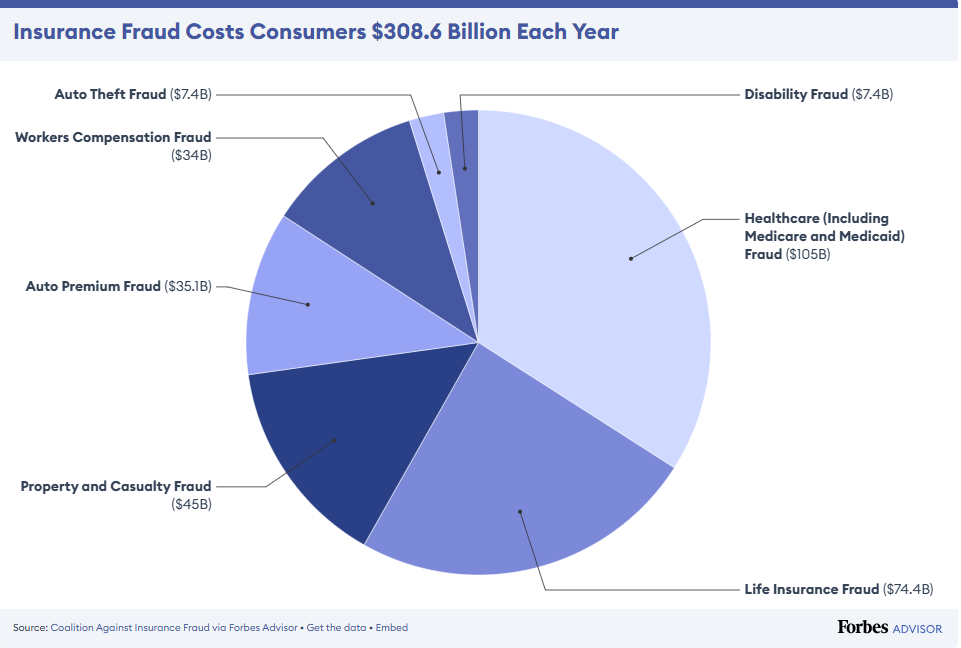 Insurance Fraud Costs Consumers $308.6 Billion Each Year
Auto Theft Fraud ($7.4B)
Disability Fraud ($7.4B)
Workers Compensation Fraud
($34B)
Healthcare (Including
Medicare and Medicaid)
Fraud ($105B)
Auto Premium Fraud ($35.1B)
Property and Casualty Fraud
($45B)
Life Insurance Fraud ($74.4B)
Source: Coalition Against Insurance Fraud via Forbes Advisor • Get the data • Embed
Forbes ADVISOR